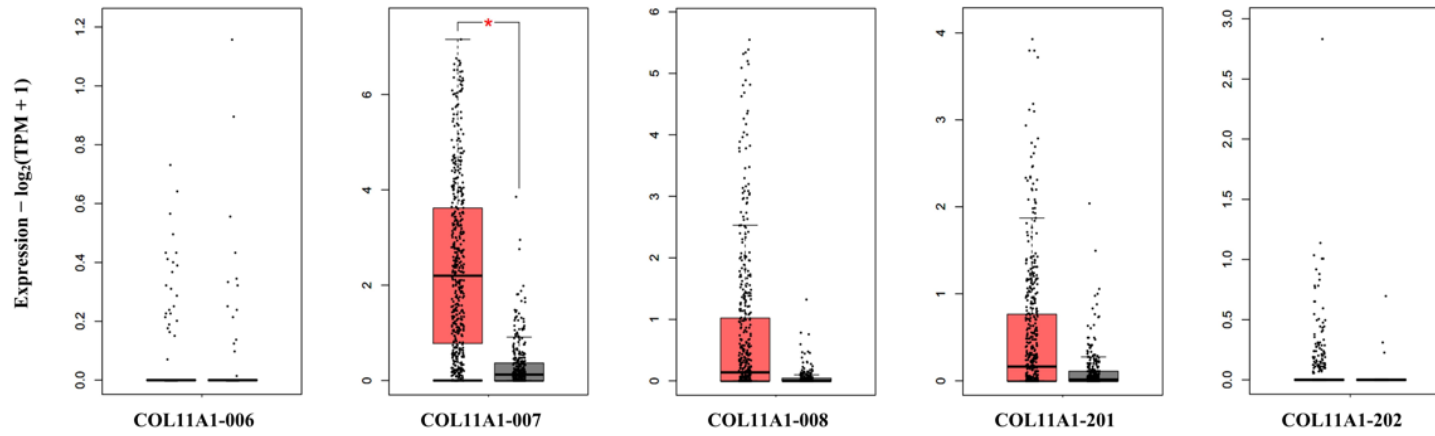 Expression − log₂(TPM + 1)
0.0 0.2 0.4 0.6 0.8 1.0 1.2
COL11A1-006
0 2 4 6
*
COL11A1-007
0 1 2 3 4 5 6
COL11A1-008
0 1 2 3 4
COL11A1-201
0.0 0.5 1.0 1.5 2.0 2.5 3.0
COL11A1-202